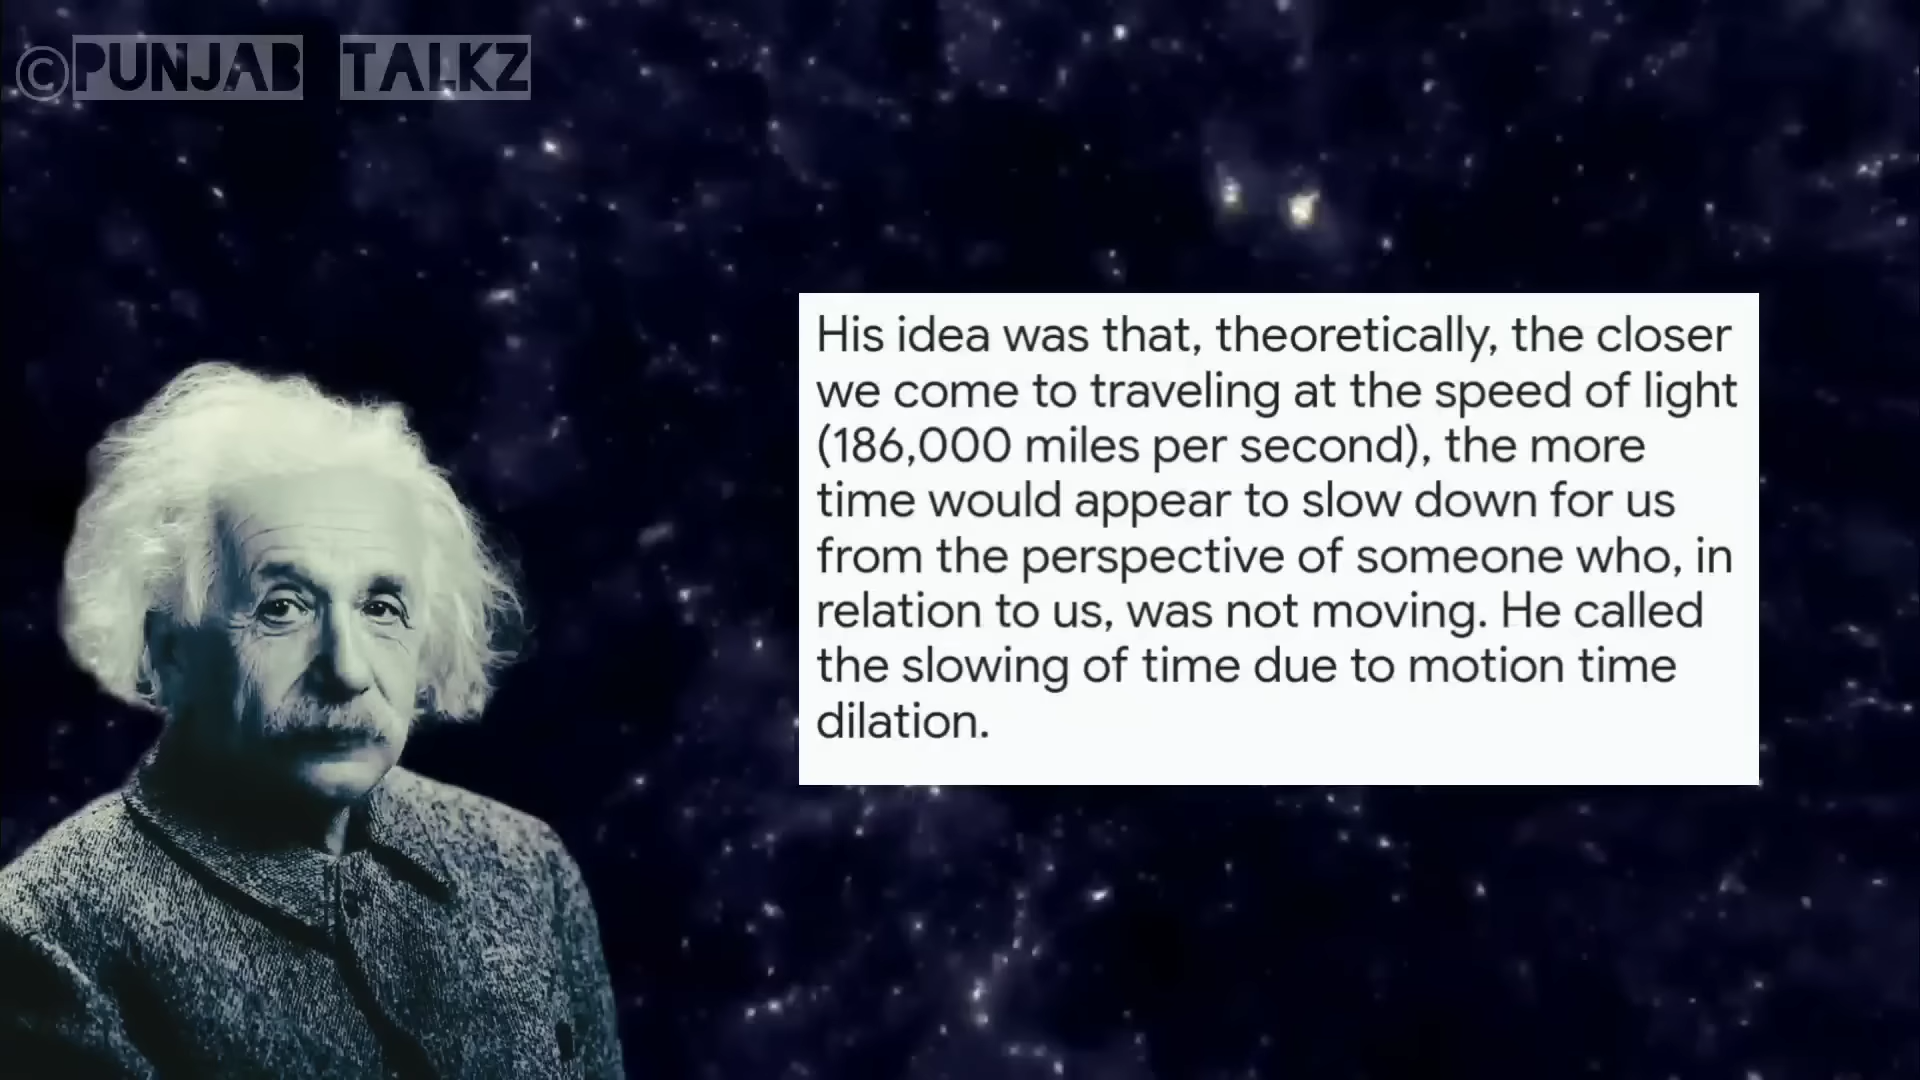 ©PUNJAB TALKZ
His idea was that, theoretically, the closer
we come to traveling at the speed of light
(186,000 miles per second), the more
time would appear to slow down for us
from the perspective of someone who, in
relation to us, was not moving. He called
the slowing of time due to motion time
dilation.